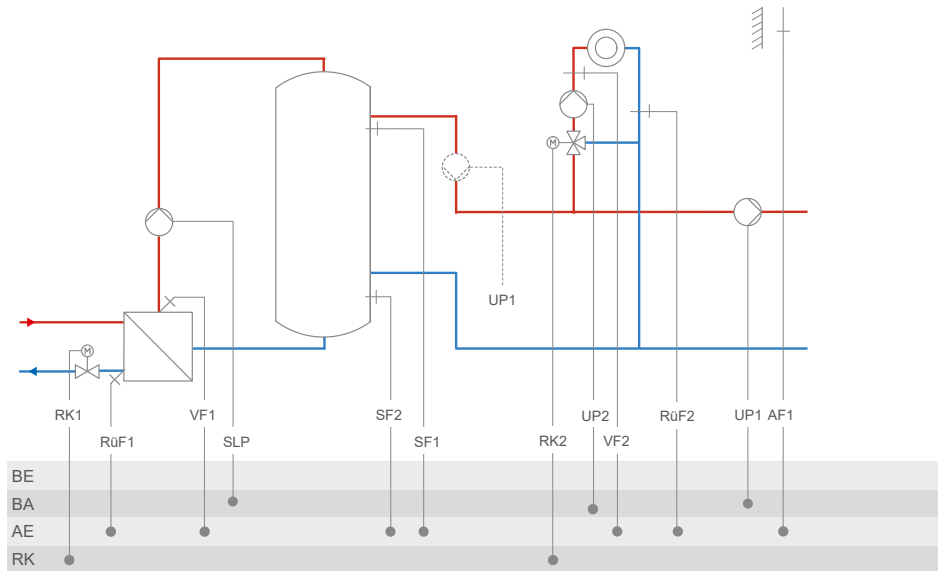 M
UP1
M
RK1
VF1
SF2
UP2
RüF2
UP1
AF1
RüF1
SLP
SF1
RK2
VF2
BE
BA
AE
RK